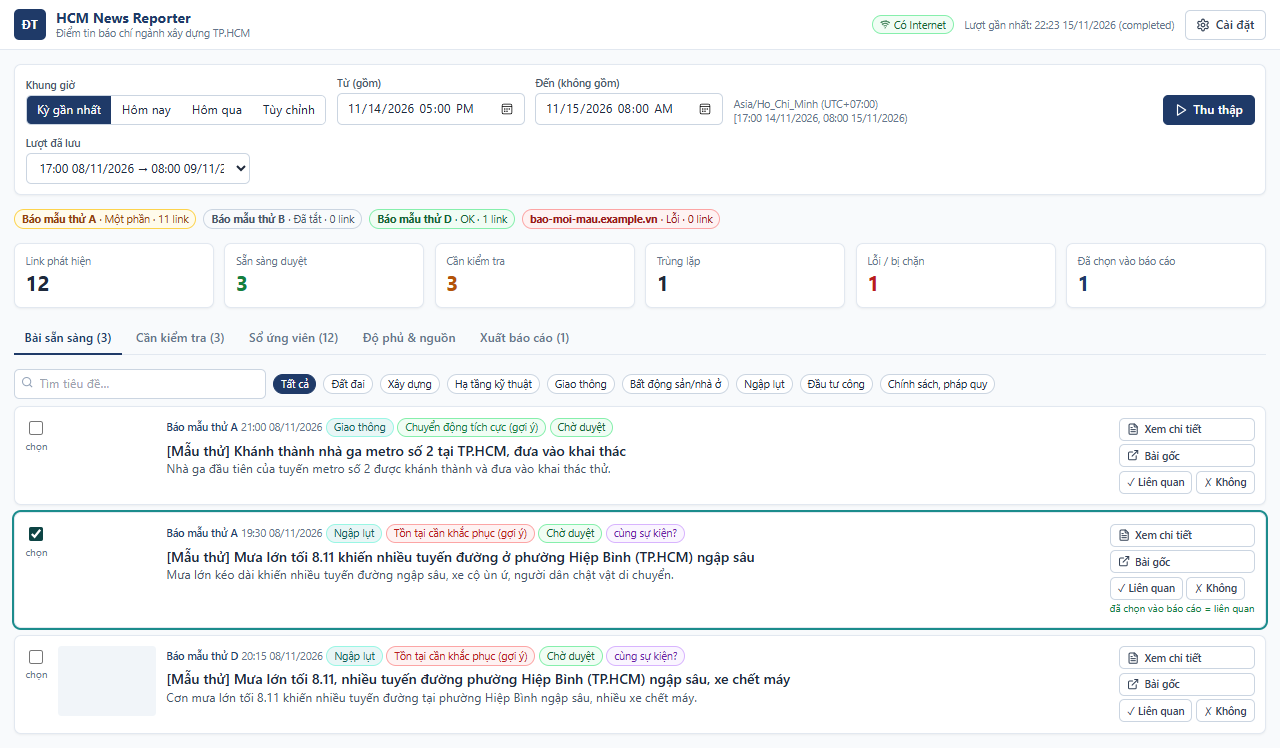 ĐT
HCM News Reporter
Điểm tin báo chí ngành xây dựng TP.HCM
Có Internet
Lượt gần nhất: 22:23 15/11/2026 (completed)
Cài đặt
Khung giờ
Kỳ gần nhất
Hôm nay
Hôm qua
Tùy chỉnh
Từ (gồm)
11/14/2026 05:00 PM
Đến (không gồm)
11/15/2026 08:00 AM
Asia/Ho_Chi_Minh (UTC+07:00)
[17:00 14/11/2026, 08:00 15/11/2026)
Thu thập
Lượt đã lưu
17:00 08/11/2026 → 08:00 09/11/2
Báo mẫu thử A · Một phần · 11 link
Báo mẫu thử B · Đã tắt · 0 link
Báo mẫu thử D · OK · 1 link
bao-moi-mau.example.vn · Lỗi · 0 link
Link phát hiện
12
Sẵn sàng duyệt
3
Cần kiểm tra
3
Trùng lặp
1
Lỗi / bị chặn
1
Đã chọn vào báo cáo
1
Bài sẵn sàng (3)
Cần kiểm tra (3)
Sổ ứng viên (12)
Độ phủ & nguồn
Xuất báo cáo (1)
Tìm tiêu đề...
Tất cả
Đất đai
Xây dựng
Hạ tầng kỹ thuật
Giao thông
Bất động sản/nhà ở
Ngập lụt
Đầu tư công
Chính sách, pháp quy
chọn
Báo mẫu thử A 21:00 08/11/2026 Giao thông Chuyển động tích cực (gợi ý) Chờ duyệt
[Mẫu thử] Khánh thành nhà ga metro số 2 tại TP.HCM, đưa vào khai thác
Nhà ga đầu tiên của tuyến metro số 2 được khánh thành và đưa vào khai thác thử.
Xem chi tiết
Bài gốc
✓ Liên quan
✗ Không
chọn
Báo mẫu thử A 19:30 08/11/2026 Ngập lụt Tồn tại cần khắc phục (gợi ý) Chờ duyệt cùng sự kiện?
[Mẫu thử] Mưa lớn tối 8.11 khiến nhiều tuyến đường ở phường Hiệp Bình (TP.HCM) ngập sâu
Mưa lớn kéo dài khiến nhiều tuyến đường ngập sâu, xe cộ ùn ứ, người dân chật vật di chuyển.
Xem chi tiết
Bài gốc
✓ Liên quan
✗ Không
đã chọn vào báo cáo = liên quan
chọn
Báo mẫu thử D 20:15 08/11/2026 Ngập lụt Tồn tại cần khắc phục (gợi ý) Chờ duyệt cùng sự kiện?
[Mẫu thử] Mưa lớn tối 8.11, nhiều tuyến đường phường Hiệp Bình (TP.HCM) ngập sâu, xe chết máy
Cơn mưa lớn tối 8.11 khiến nhiều tuyến đường tại phường Hiệp Bình ngập sâu, nhiều xe chết máy.
Xem chi tiết
Bài gốc
✓ Liên quan
✗ Không